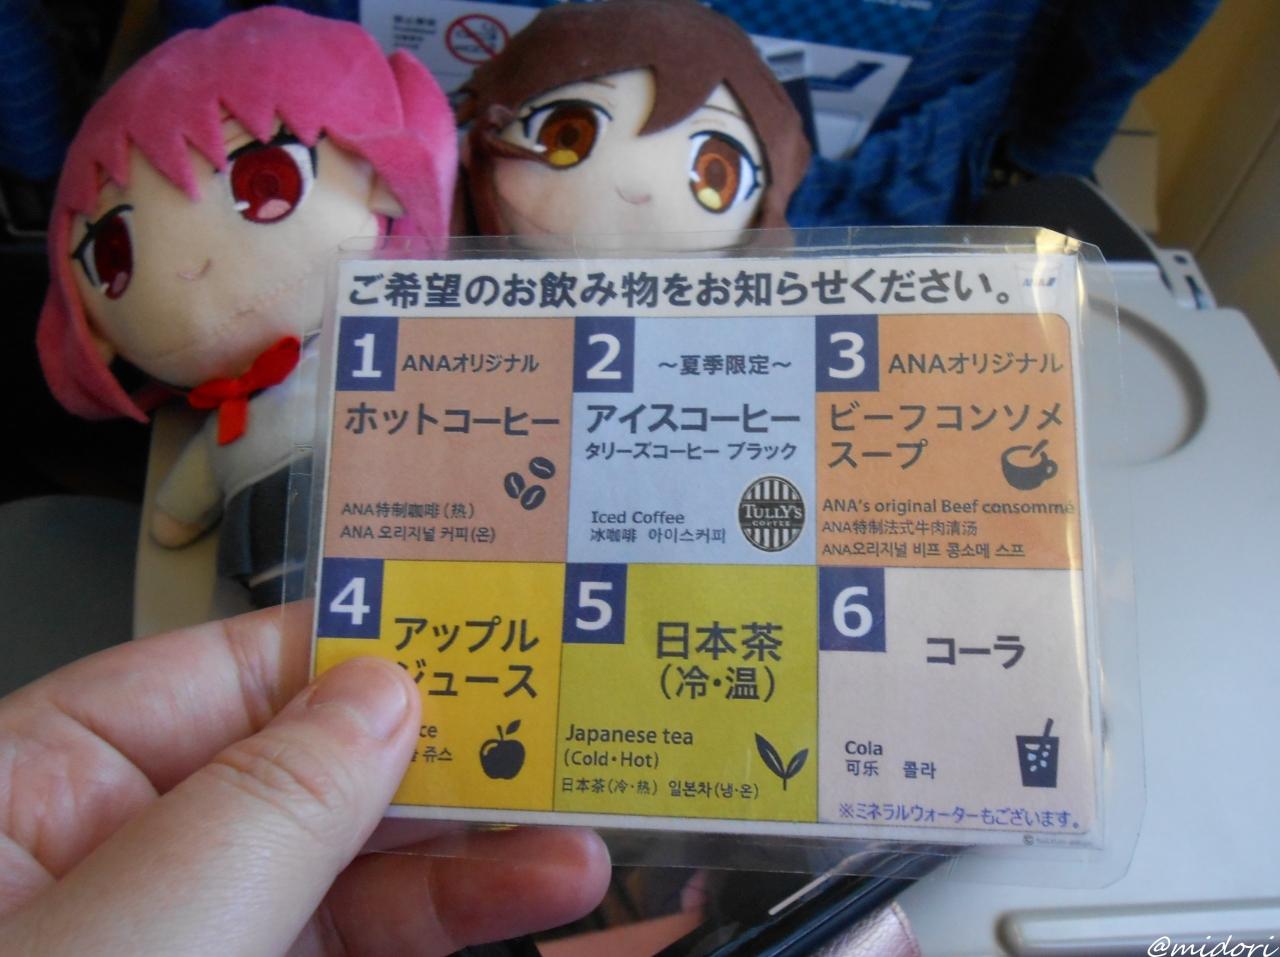 ご希望のお飲み物をお知らせください。
ANA
1 ANAオリジナル
ホットコーヒー
ANA特制咖啡（热）
ANA 오리지널 커피(온)
2 ～夏季限定～
アイスコーヒー
タリーズコーヒー ブラック
Iced Coffee
冰咖啡 아이스커피
TULLY'S
COFFEE
3 ANAオリジナル
ビーフコンソメ
スープ
ANA's original Beef consommé
ANA特制法式牛肉清汤
ANA오리지널 비프 콩소메 스프
4
アップル
ジュース
쥬스
5
日本茶
（冷・温）
Japanese tea
(Cold・Hot)
日本茶（冷・热） 일본차(냉・온)
6
コーラ
Cola
可乐 콜라
※ミネラルウォーターもございます。
@midori